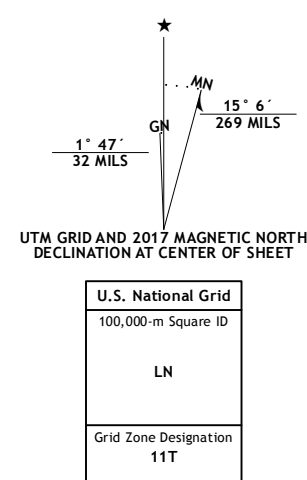 MN
GN
15° 6´
269 MILS
1° 47´
32 MILS
UTM GRID AND 2017 MAGNETIC NORTH
DECLINATION AT CENTER OF SHEET
U.S. National Grid
100,000-m Square ID
LN
Grid Zone Designation
11T